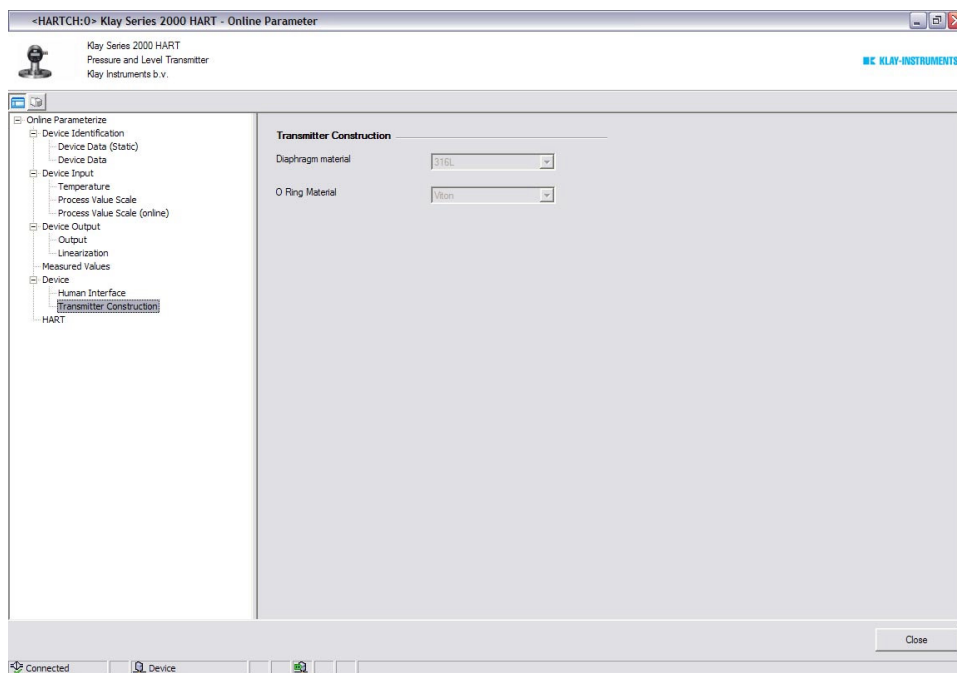 <HARTCH:0> Klay Series 2000 HART - Online Parameter
Klay Series 2000 HART
Pressure and Level Transmitter
Klay Instruments b.v.
KLAY-INSTRUMENTS
Online Parameterize
Device Identification
Device Data (Static)
Device Data
Device Input
Temperature
Process Value Scale
Process Value Scale (online)
Device Output
Output
Linearization
Measured Values
Device
Human Interface
Transmitter Construction
HART
Transmitter Construction
Diaphragm material 316L
O Ring Material Viton
Close
Connected Device